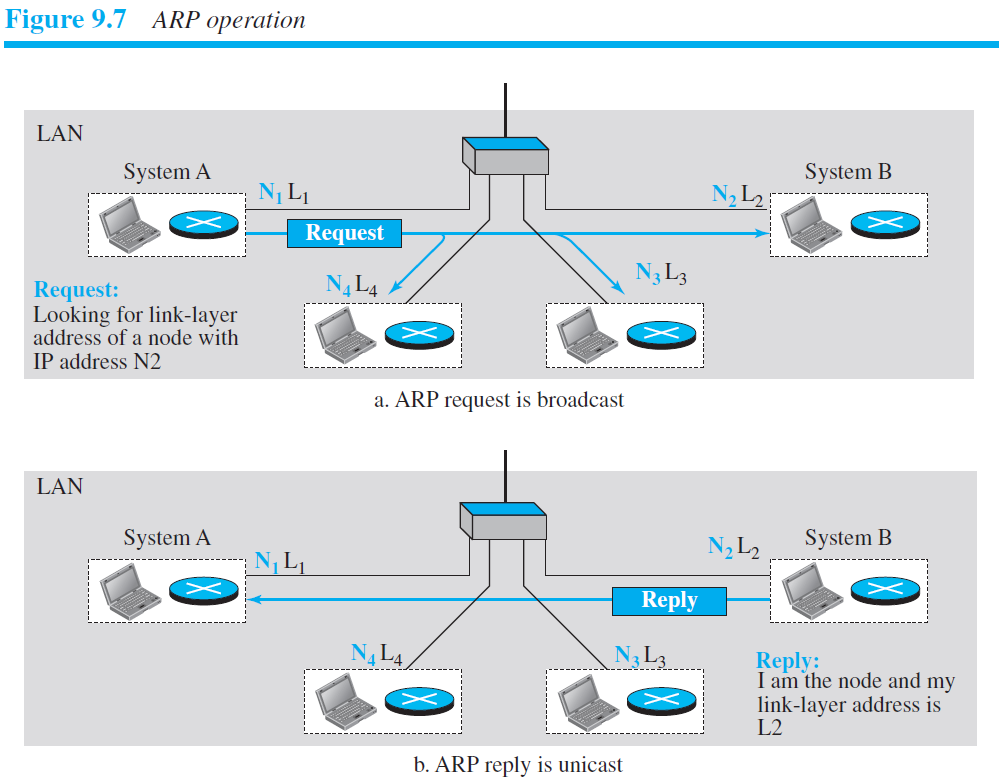 Figure 9.7 ARP operation
LAN
System A
System B
N1 L1
N2 L2
Request
N4 L4
N3 L3
Request:
Looking for link-layer
address of a node with
IP address N2
a. ARP request is broadcast
LAN
System A
System B
N1 L1
N2 L2
Reply
N4 L4
N3 L3
Reply:
I am the node and my
link-layer address is
L2
b. ARP reply is unicast